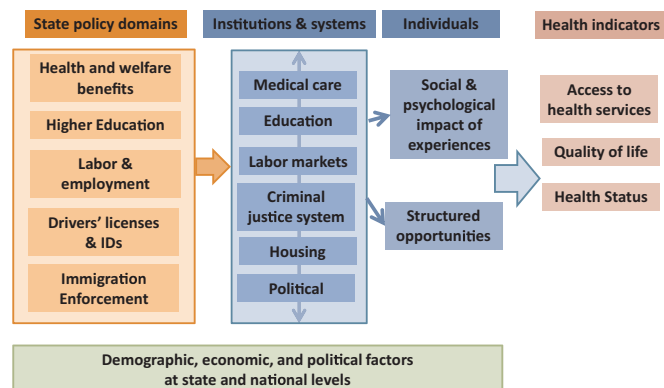 State policy domains
Health and welfare
benefits
Higher Education
Labor &
employment
Drivers’ licenses
& IDs
Immigration
Enforcement
Institutions & systems
Medical care
Education
Labor markets
Criminal
justice system
Housing
Political
Individuals
Social &
psychological
impact of
experiences
Structured
opportunities
Health indicators
Access to
health services
Quality of life
Health Status
Demographic, economic, and political factors
at state and national levels